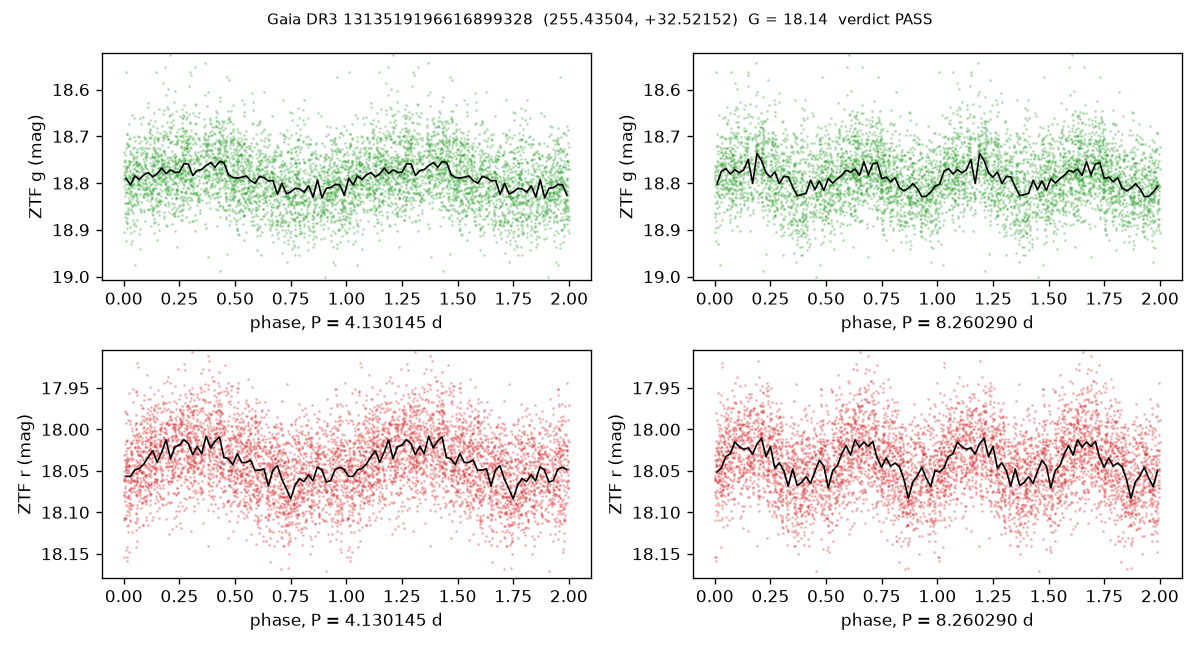 Gaia DR3 1313519196616899328 (255.43504, +32.52152) G = 18.14 verdict PASS
ZTF g (mag)
18.6
18.7
18.8
18.9
19.0
0.00 0.25 0.50 0.75 1.00 1.25 1.50 1.75 2.00
phase, P = 4.130145 d
ZTF g (mag)
18.6
18.7
18.8
18.9
19.0
0.00 0.25 0.50 0.75 1.00 1.25 1.50 1.75 2.00
phase, P = 8.260290 d
ZTF r (mag)
17.95
18.00
18.05
18.10
18.15
0.00 0.25 0.50 0.75 1.00 1.25 1.50 1.75 2.00
phase, P = 4.130145 d
ZTF r (mag)
17.95
18.00
18.05
18.10
18.15
0.00 0.25 0.50 0.75 1.00 1.25 1.50 1.75 2.00
phase, P = 8.260290 d